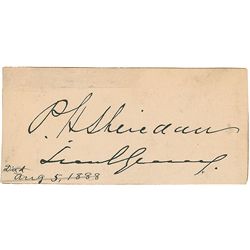 P. H. Sheridan
Lieut General.
Died
Aug 5, 1888